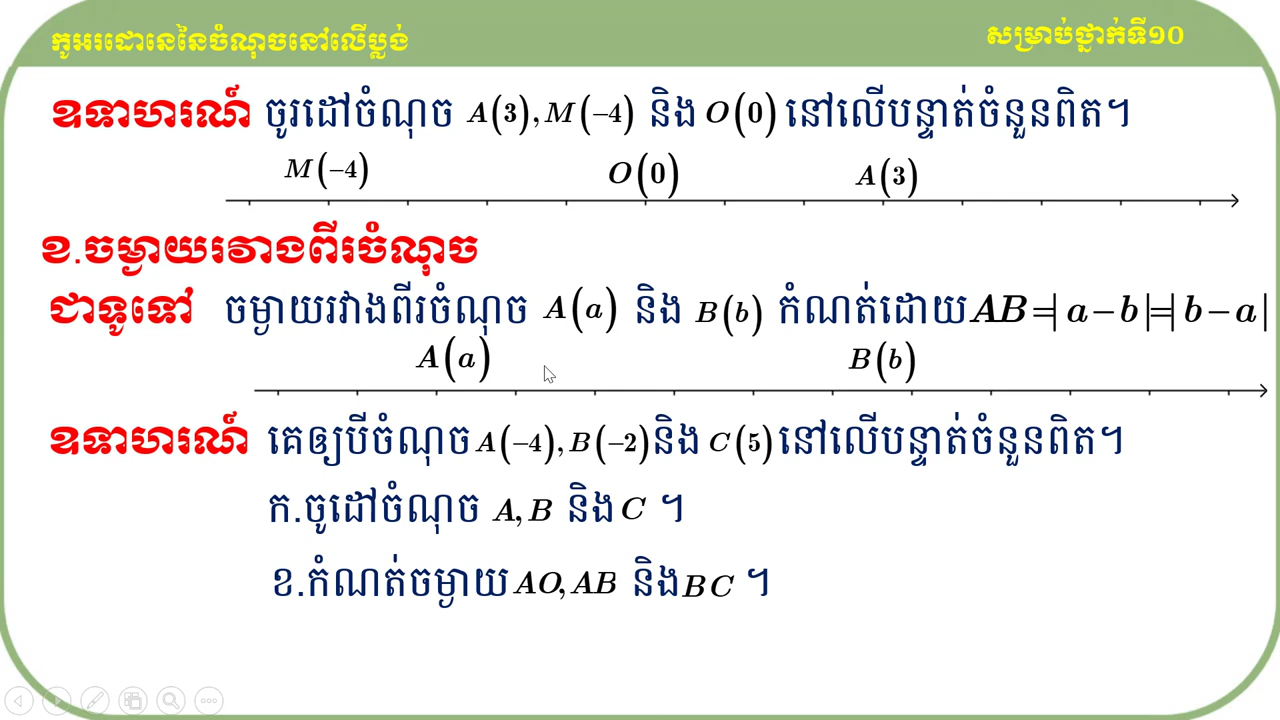 កូអរដោនេនៃចំណុចនៅលើប្លង់
សម្រាប់ថ្នាក់ទី១០
ឧទាហរណ៍ ចូរដៅចំណុច A(3), M(−4) និង O(0) នៅលើបន្ទាត់ចំនួនពិត។
M(−4) O(0) A(3)
ខ.ចម្ងាយរវាងពីរចំណុច
ជាទូទៅ ចម្ងាយរវាងពីរចំណុច A(a) និង B(b) កំណត់ដោយ AB=|a−b|=|b−a|
A(a) B(b)
ឧទាហរណ៍ គេឲ្យបីចំណុច A(−4), B(−2) និង C(5) នៅលើបន្ទាត់ចំនួនពិត។
ក.ចូដៅចំណុច A, B និង C ។
ខ.កំណត់ចម្ងាយ AO, AB និង BC ។